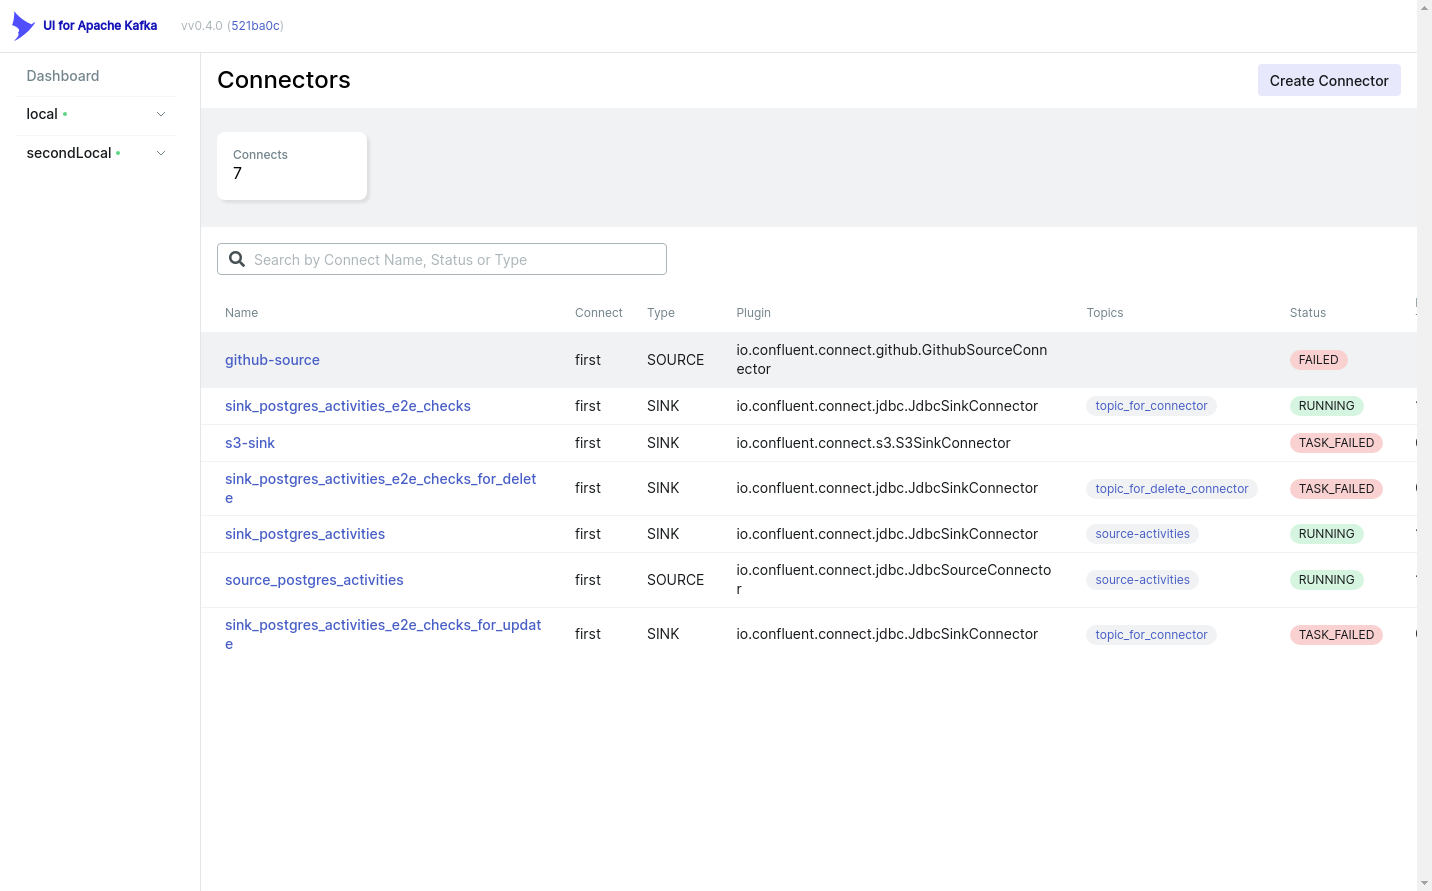 UI for Apache Kafka
vv0.4.0 (521ba0c)
Dashboard
local
secondLocal
Connectors
Create Connector
Connects
7
Search by Connect Name, Status or Type
Name Connect Type Plugin Topics Status
github-source first SOURCE io.confluent.connect.github.GithubSourceConn
ector FAILED
sink_postgres_activities_e2e_checks first SINK io.confluent.connect.jdbc.JdbcSinkConnector topic_for_connector RUNNING
s3-sink first SINK io.confluent.connect.s3.S3SinkConnector TASK_FAILED
sink_postgres_activities_e2e_checks_for_delet
e first SINK io.confluent.connect.jdbc.JdbcSinkConnector topic_for_delete_connector TASK_FAILED
sink_postgres_activities first SINK io.confluent.connect.jdbc.JdbcSinkConnector source-activities RUNNING
source_postgres_activities first SOURCE io.confluent.connect.jdbc.JdbcSourceConnecto
r source-activities RUNNING
sink_postgres_activities_e2e_checks_for_updat
e first SINK io.confluent.connect.jdbc.JdbcSinkConnector topic_for_connector TASK_FAILED